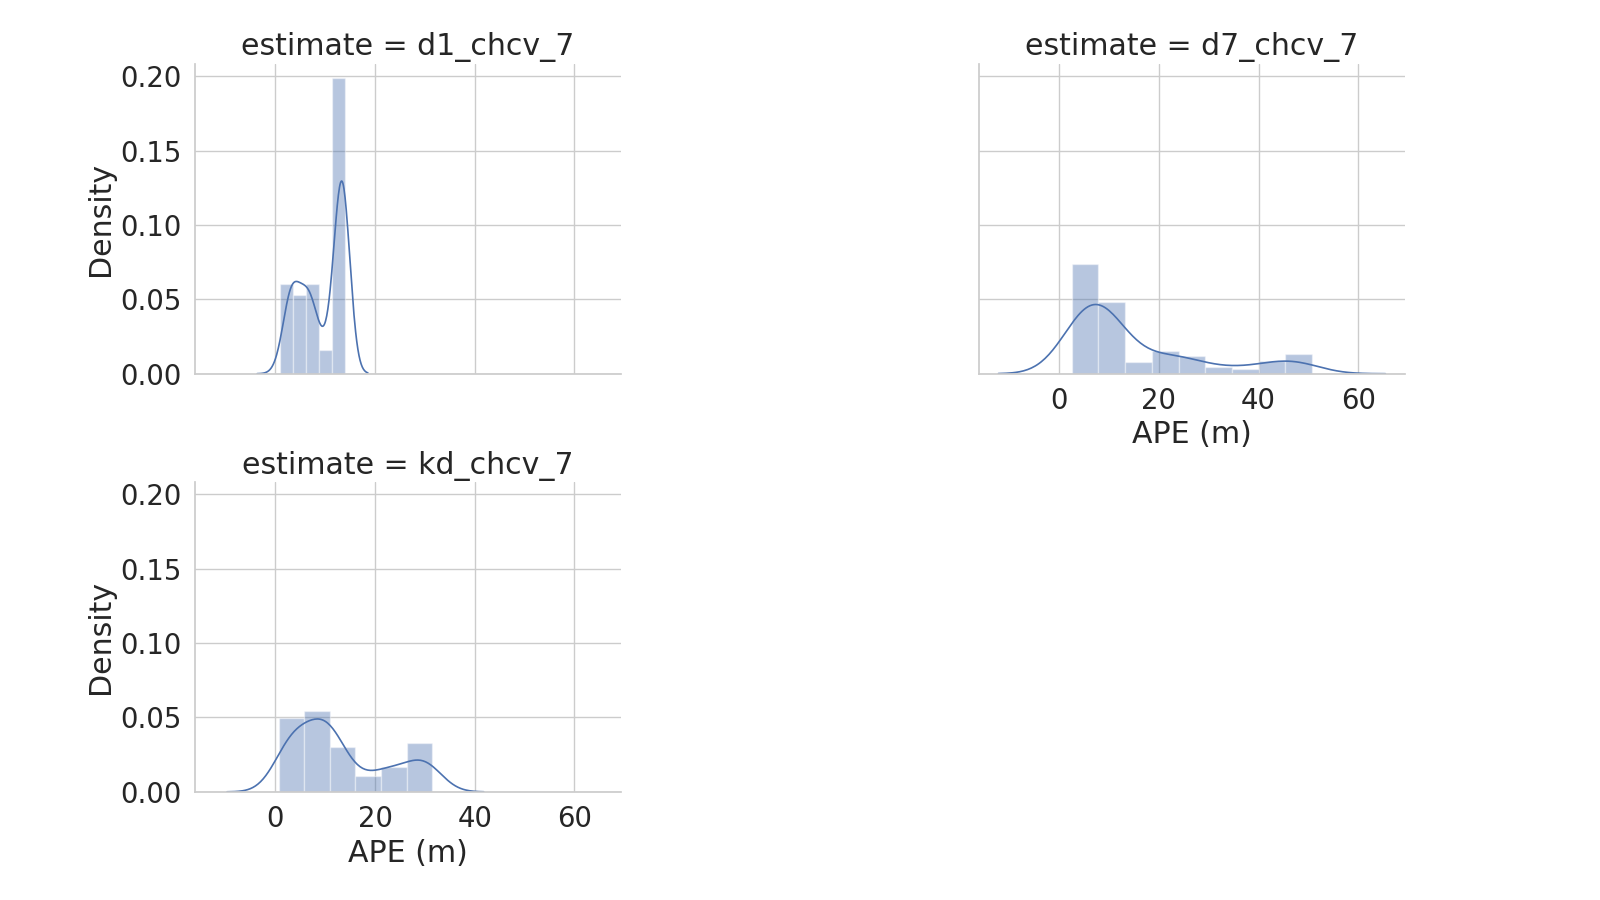 estimate = d1_chcv_7
0.20
0.15
0.10
0.05
0.00
Density
estimate = d7_chcv_7
0 20 40 60
APE (m)
estimate = kd_chcv_7
0.20
0.15
0.10
0.05
0.00
Density
0 20 40 60
APE (m)